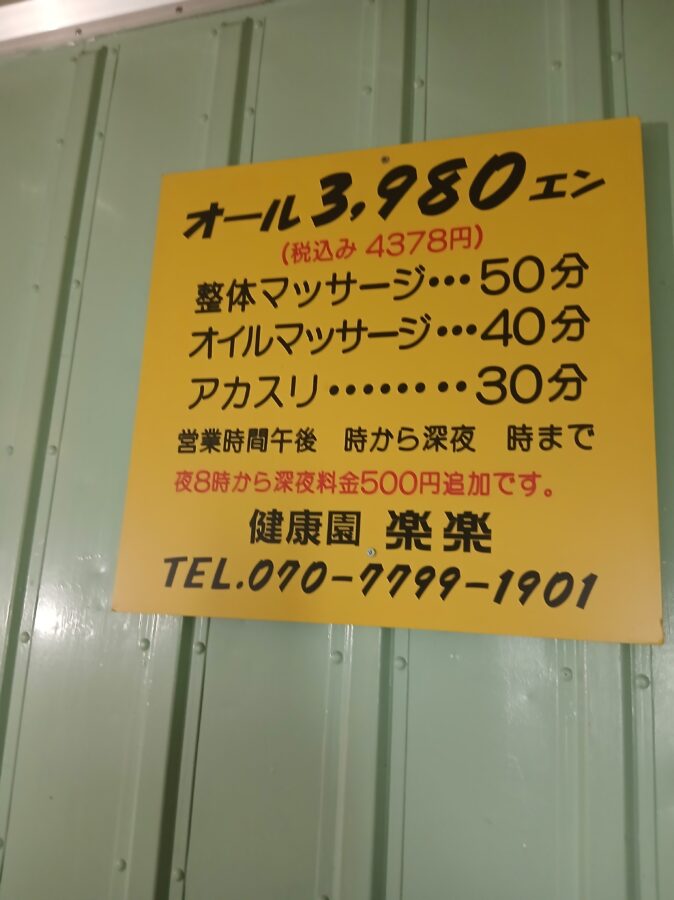 オール3,980エン
(税込み 4378円)
整体マッサージ…50分
オイルマッサージ…40分
アカスリ………30分
営業時間午後　時から深夜　時まで
夜8時から深夜料金500円追加です。
健康園 楽楽
TEL.070-7799-1901